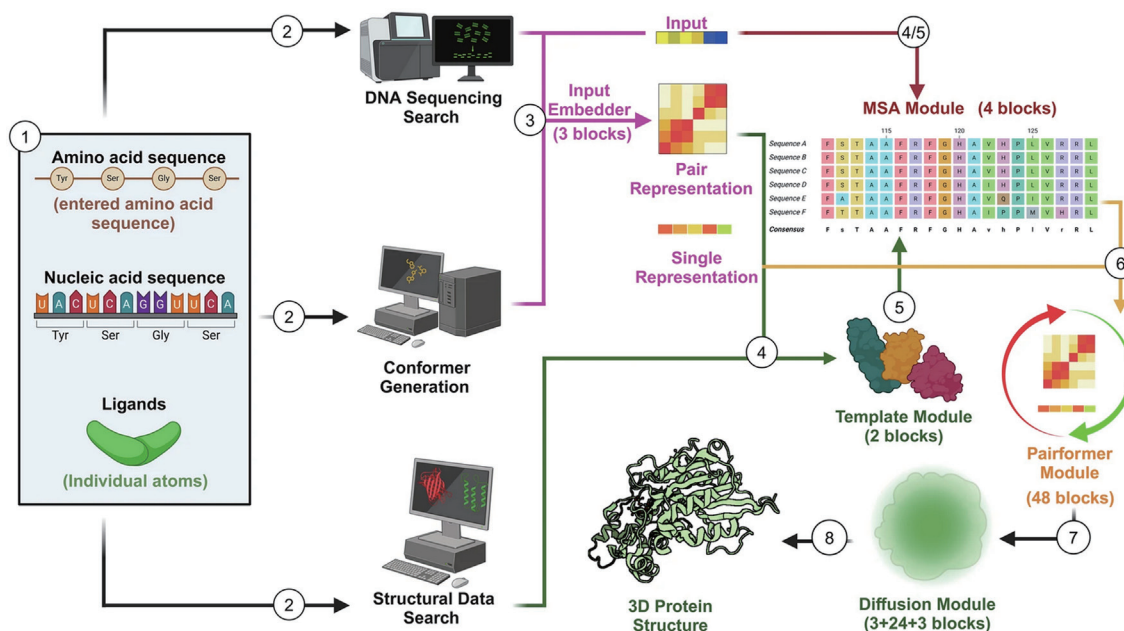 1
Amino acid sequence
Tyr Ser Gly Ser
(entered amino acid
sequence)
Nucleic acid sequence
U A C U C A G G U U C A
Tyr Ser Gly Ser
Ligands
(Individual atoms)
2
DNA Sequencing
Search
2
Conformer
Generation
2
Structural Data
Search
3
Input
Input
Embedder
(3 blocks)
Pair
Representation
Single
Representation
4/5
MSA Module (4 blocks)
115 120 125
Sequence A F S T A A F R F G H A V H P L V R R L
Sequence B F S T A A F R F G H A V H P L V R R L
Sequence C F S T A A F R F G H A V H P L V R R L
Sequence D F S T A A F R F G H A I H P L V R R L
Sequence E F A T A A F R F G H A V Q P I V R R L
Sequence F F T T A A F R F G H A I P P M V H R L
Consensus F s T A A F R F G H A v h P l V r R L
4
5
Template Module
(2 blocks)
6
Pairformer
Module
(48 blocks)
7
Diffusion Module
(3+24+3 blocks)
8
3D Protein
Structure